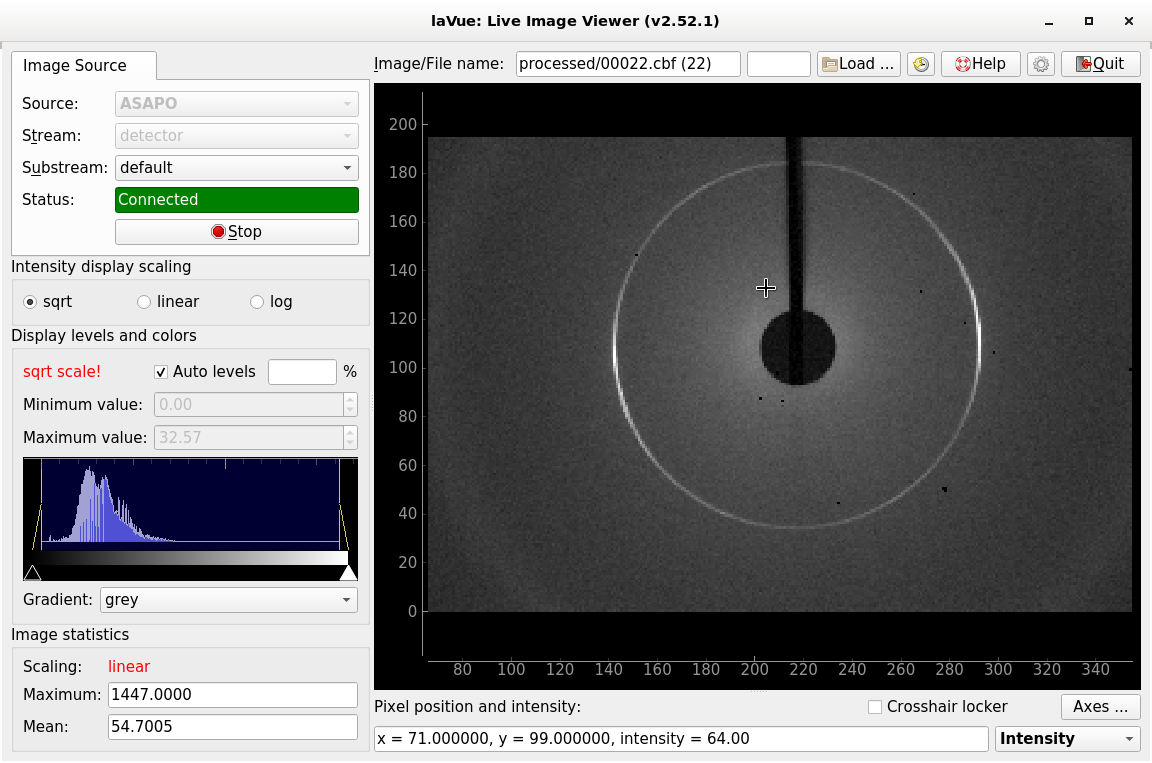 laVue: Live Image Viewer (v2.52.1)
Image Source
Source: ASAPO
Stream: detector
Substream: default
Status: Connected
Stop
Intensity display scaling
sqrt linear log
Display levels and colors
sqrt scale! Auto levels %
Minimum value: 0.00
Maximum value: 32.57
Gradient: grey
Image statistics
Scaling: linear
Maximum: 1447.0000
Mean: 54.7005
Image/File name: processed/00022.cbf (22) Load ... Help Quit
200
180
160
140
120
100
80
60
40
20
0
80 100 120 140 160 180 200 220 240 260 280 300 320 340
Pixel position and intensity: Crosshair locker Axes ...
x = 71.000000, y = 99.000000, intensity = 64.00 Intensity